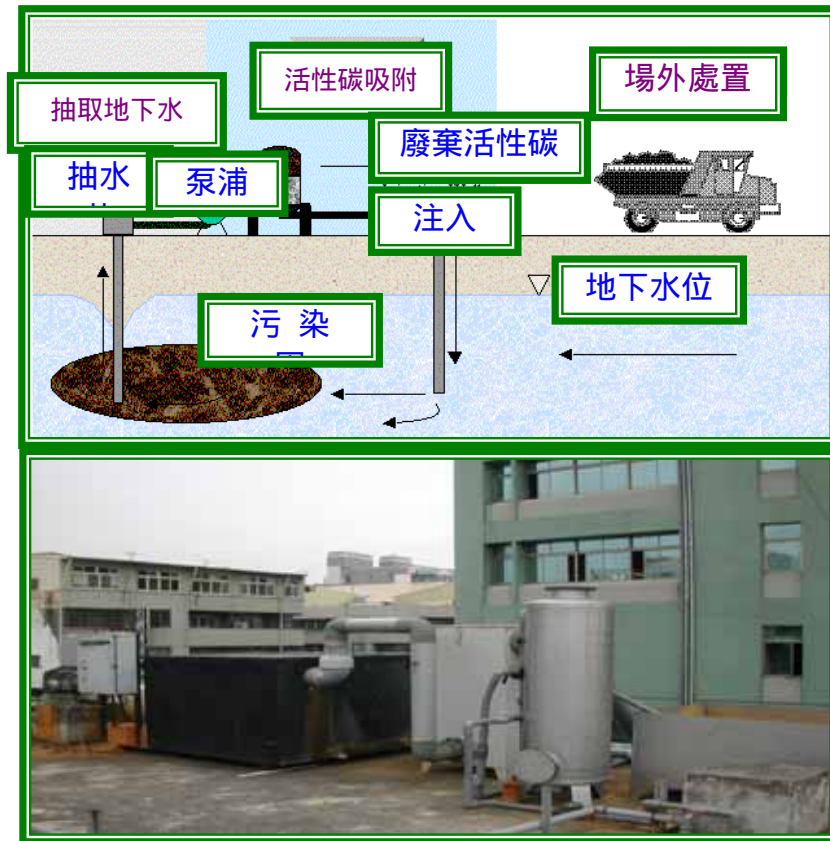 活性碳吸附
場外處置
抽取地下水
廢棄活性碳
抽水
泵浦
注入
地下水位
污 染